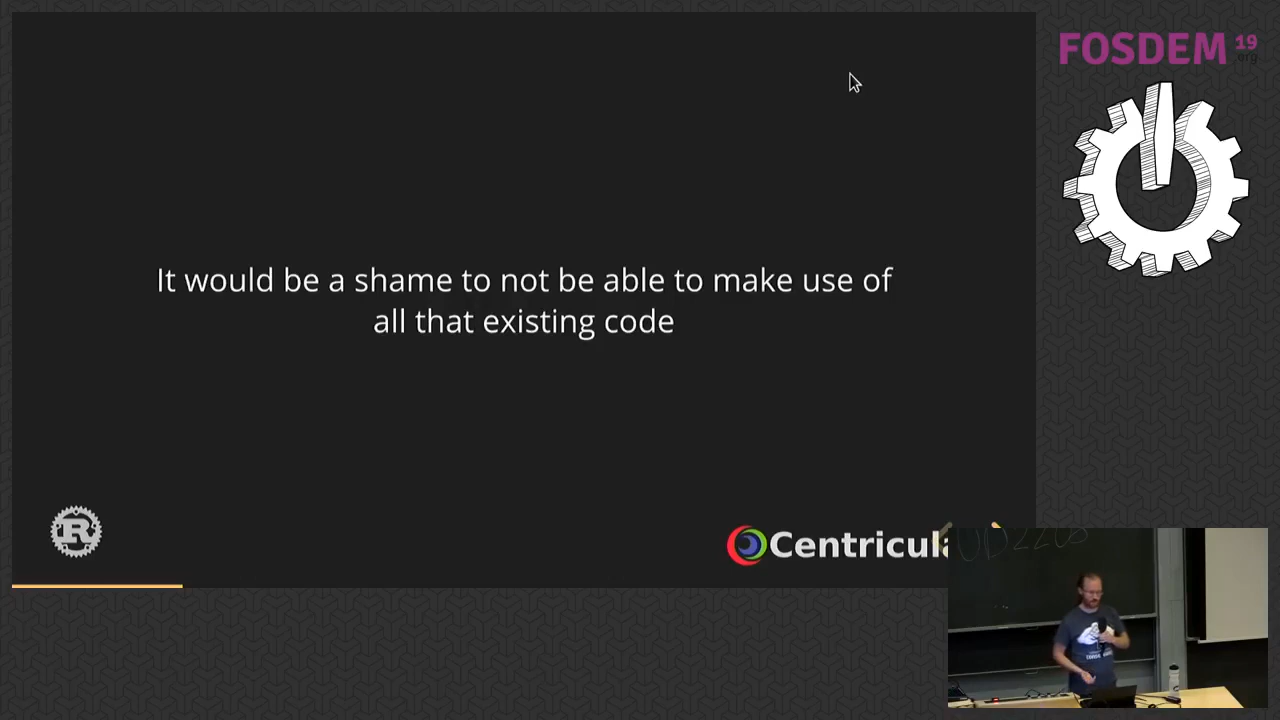 FOSDEM 19
.org
It would be a shame to not be able to make use of
all that existing code
R
Centricula